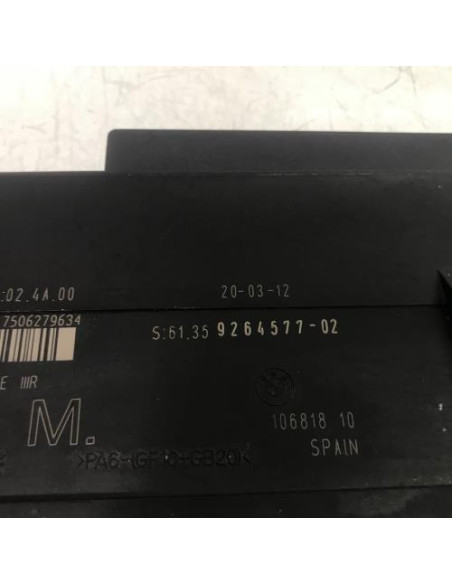 :02.4A.00 20-03-12
7506279634 S:61.35 9264577-02
E IIIR
M. 106818 10
>PA6-(GF10+GB20)< SPAIN